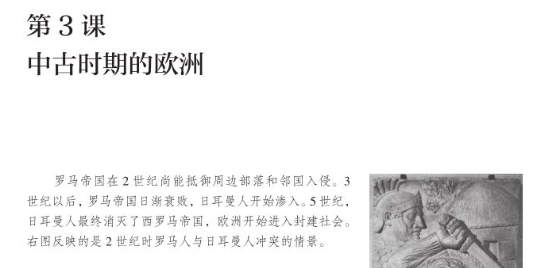 第3课
中古时期的欧洲
罗马帝国在2世纪尚能抵御周边部落和邻国入侵。3
世纪以后，罗马帝国日渐衰败，日耳曼人开始渗入。5世纪，
日耳曼人最终消灭了西罗马帝国，欧洲开始进入封建社会。
右图反映的是2世纪时罗马人与日耳曼人冲突的情景。